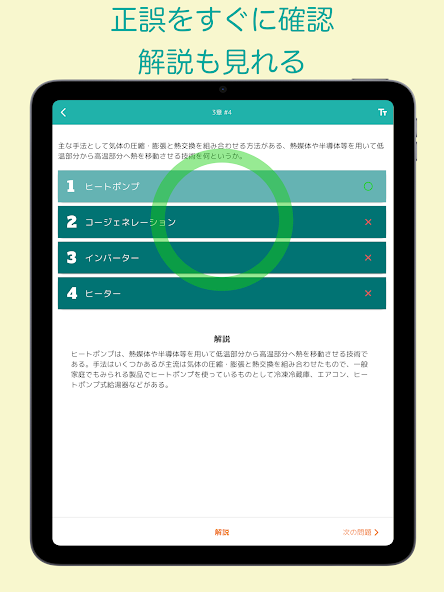 正誤をすぐに確認
解説も見れる
5章 #4
主な手法として気体の圧縮・膨張と熱交換を組み合わせる方法がある、熱媒体や半導体等を用いて低
温部分から高温部分へ熱を移動させる技術を何というか。
1 ヒートポンプ
2 コージェネレーション
3 インバーター
4 ヒーター
解説
ヒートポンプは、熱媒体や半導体等を用いて低温部分から高温部分へ熱を移動させる技術で
ある。手法はいくつかあるが主流は気体の圧縮・膨張と熱交換を組み合わせたもので、一般
家庭でもみられる製品でヒートポンプを使っているものとして冷凍冷蔵庫、エアコン、ヒー
トポンプ式給湯器などがある。
解説 次の問題